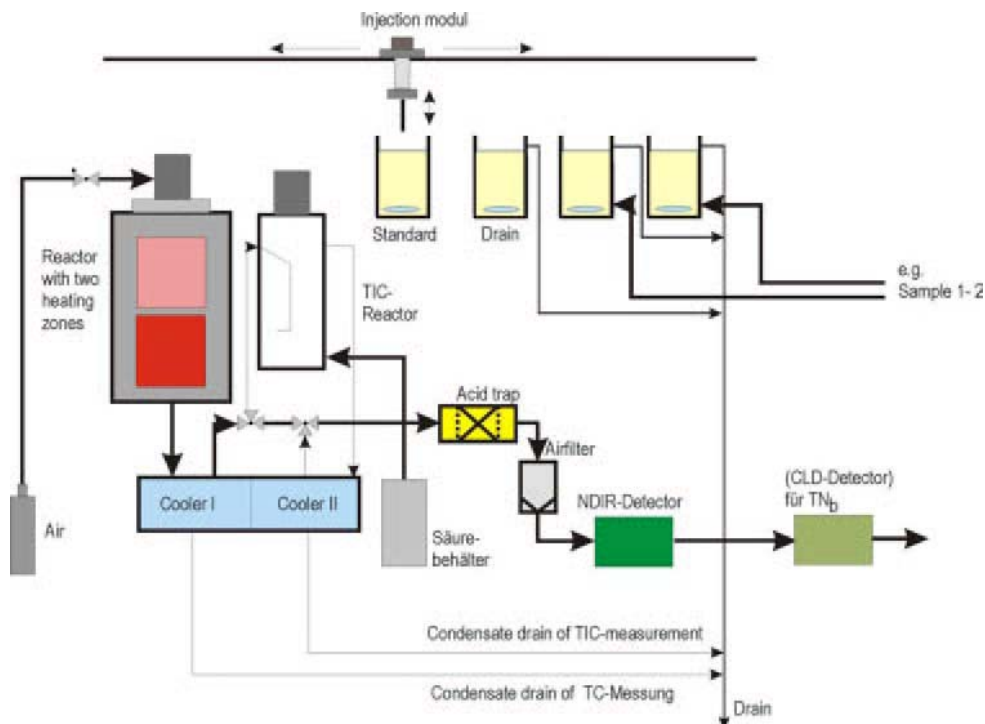 Injection modul
Standard
Drain
e.g.
Sample 1- 2
Reactor
with two
heating
zones
TIC-
Reactor
Acid trap
Airfilter
NDIR-Detector
(CLD-Detector)
für TNb
Cooler I
Cooler II
Säure-
behälter
Air
Condensate drain of TIC-measurement
Condensate drain of TC-Messung
Drain